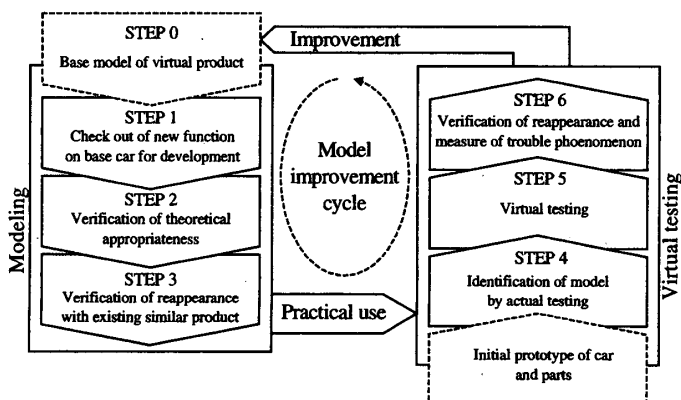 STEP 0
Base model of virtual product
STEP 1
Check out of new function
on base car for development
STEP 2
Verification of theoretical
appropriateness
STEP 3
Verification of reappearance
with existing similar product
Modeling
Improvement
Model
improvement
cycle
Practical use
STEP 6
Verification of reappearance and
measure of trouble phoenomenon
STEP 5
Virtual testing
STEP 4
Identification of model
by actual testing
Initial prototype of car
and parts
Virtual testing